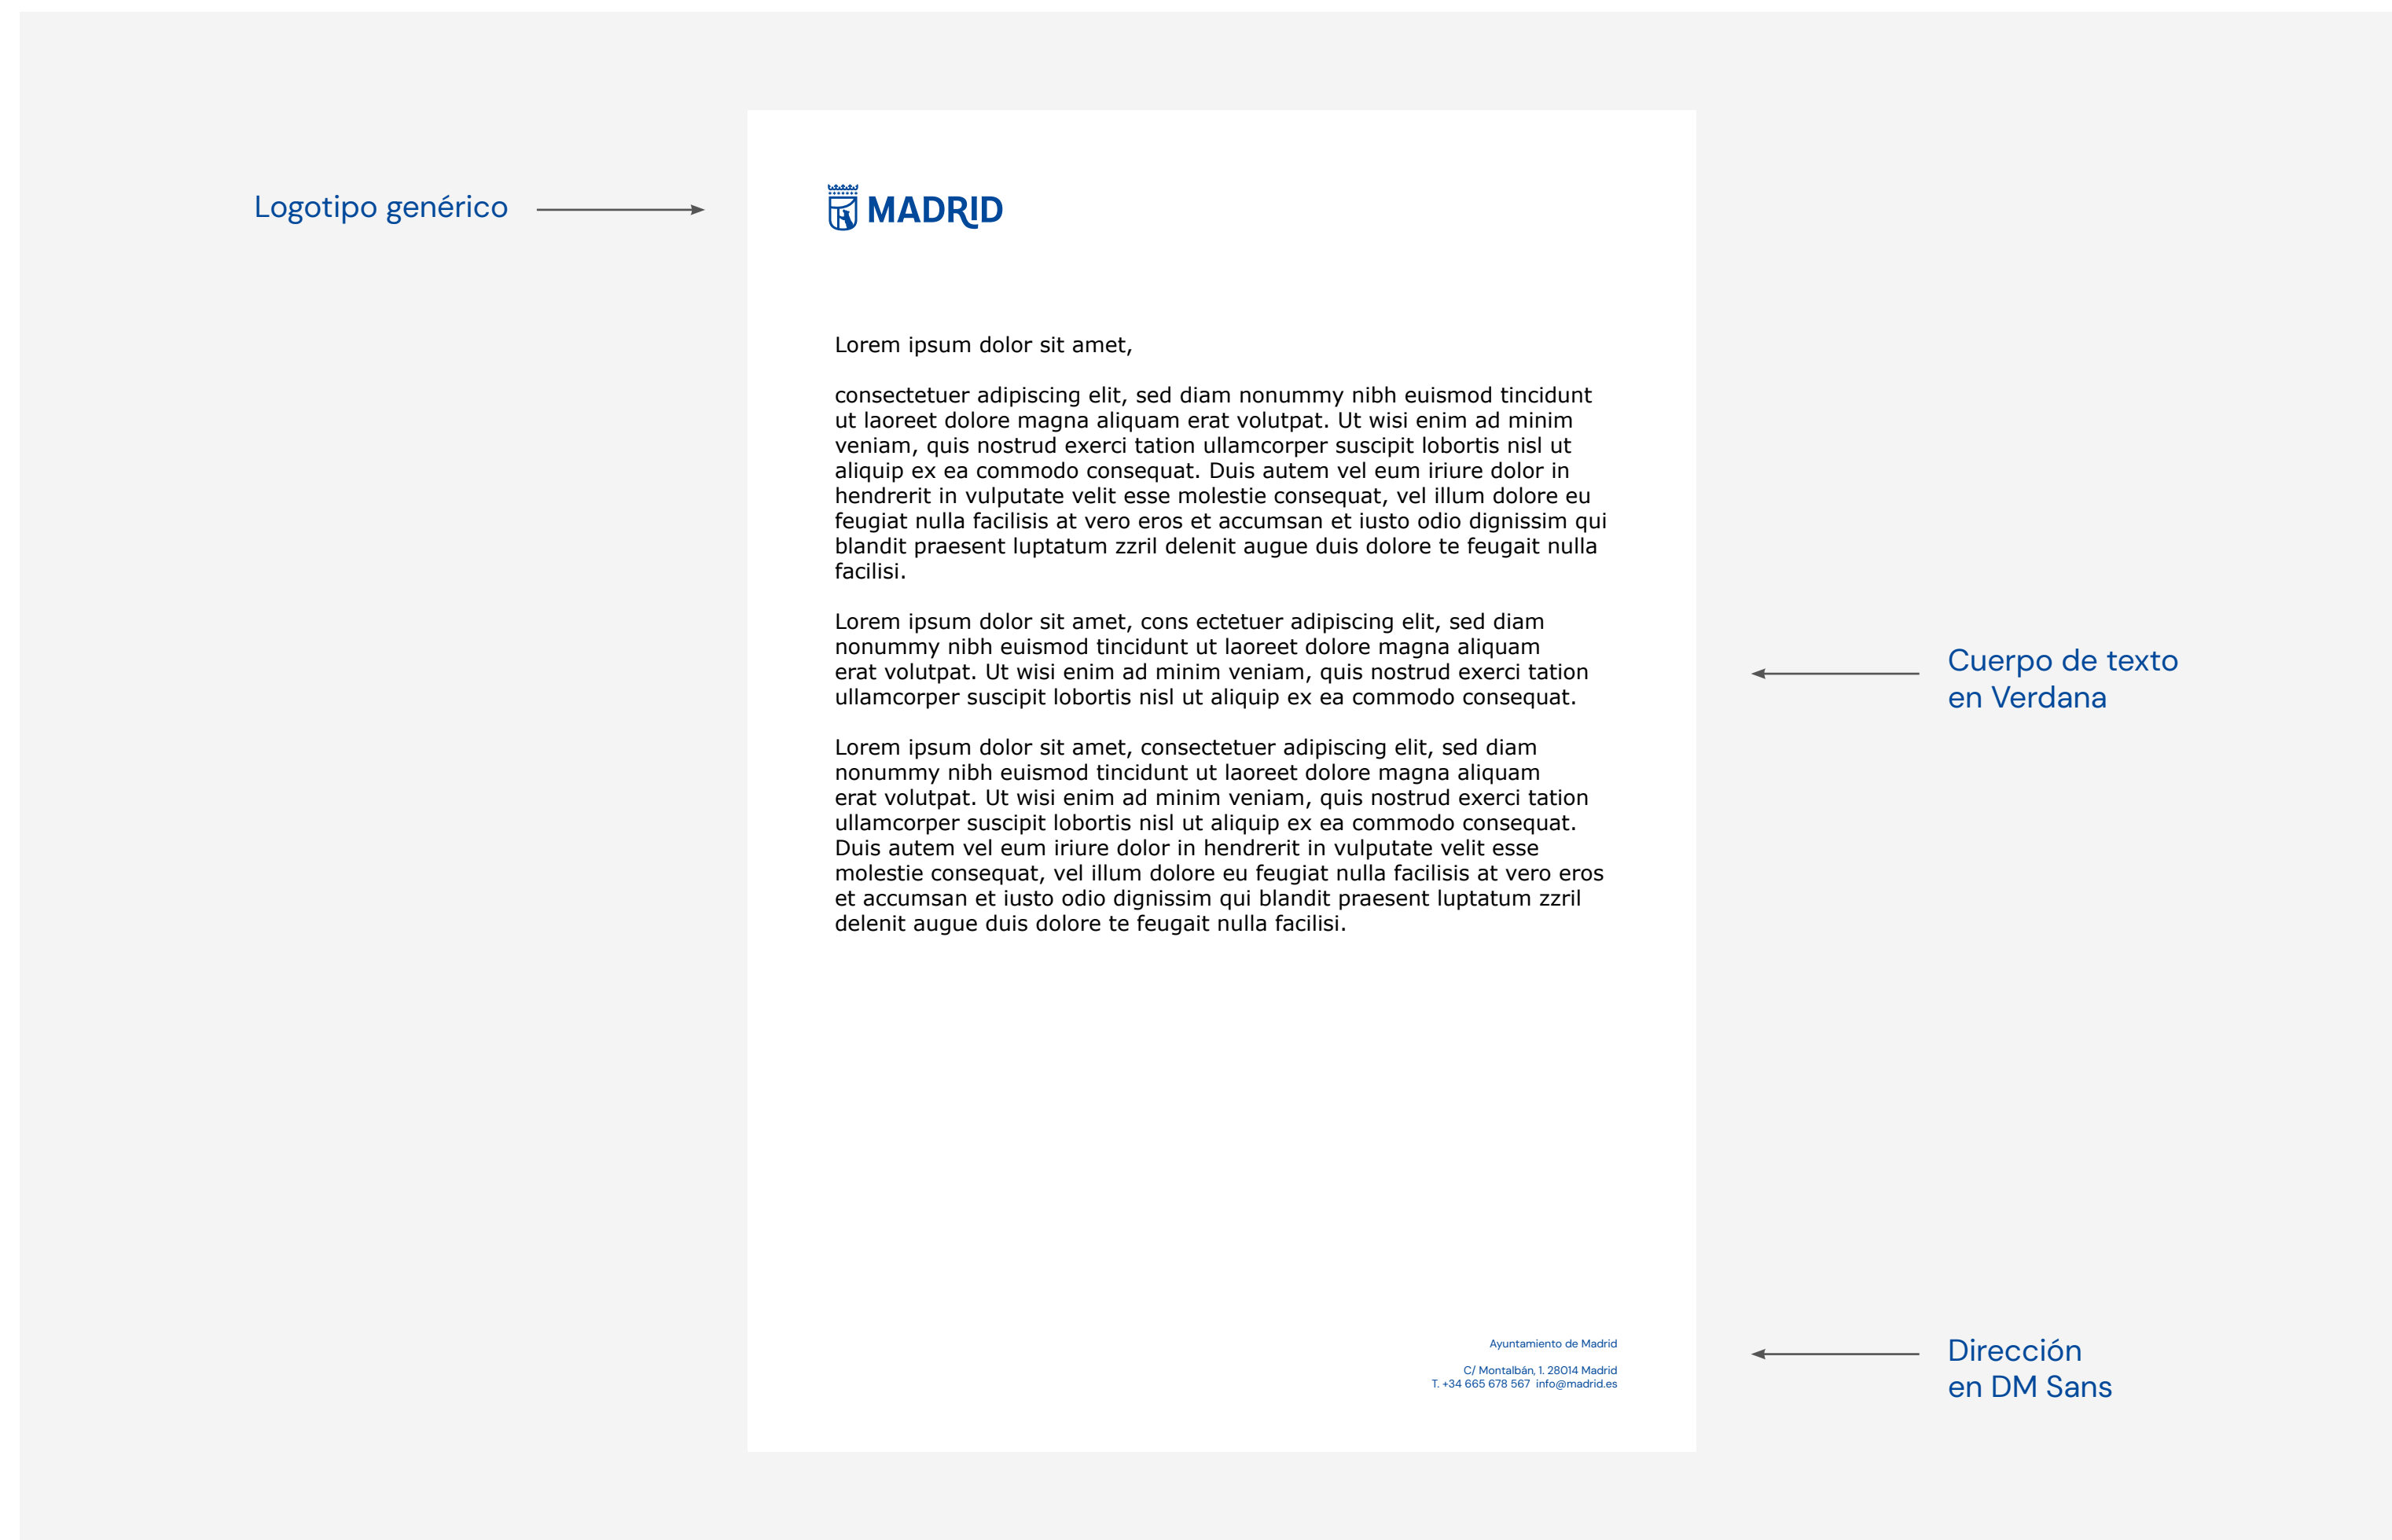 Logotipo genérico
MADRID
Lorem ipsum dolor sit amet,
consectetuer adipiscing elit, sed diam nonummy nibh euismod tincidunt
ut laoreet dolore magna aliquam erat volutpat. Ut wisi enim ad minim
veniam, quis nostrud exerci tation ullamcorper suscipit lobortis nisl ut
aliquip ex ea commodo consequat. Duis autem vel eum iriure dolor in
hendrerit in vulputate velit esse molestie consequat, vel illum dolore eu
feugiat nulla facilisis at vero eros et accumsan et iusto odio dignissim qui
blandit praesent luptatum zzril delenit augue duis dolore te feugait nulla
facilisi.
Lorem ipsum dolor sit amet, cons ectetuer adipiscing elit, sed diam
nonummy nibh euismod tincidunt ut laoreet dolore magna aliquam
erat volutpat. Ut wisi enim ad minim veniam, quis nostrud exerci tation
ullamcorper suscipit lobortis nisl ut aliquip ex ea commodo consequat.
Lorem ipsum dolor sit amet, consectetuer adipiscing elit, sed diam
nonummy nibh euismod tincidunt ut laoreet dolore magna aliquam
erat volutpat. Ut wisi enim ad minim veniam, quis nostrud exerci tation
ullamcorper suscipit lobortis nisl ut aliquip ex ea commodo consequat.
Duis autem vel eum iriure dolor in hendrerit in vulputate velit esse
molestie consequat, vel illum dolore eu feugiat nulla facilisis at vero eros
et accumsan et iusto odio dignissim qui blandit praesent luptatum zzril
delenit augue duis dolore te feugait nulla facilisi.
Cuerpo de texto
en Verdana
Ayuntamiento de Madrid
C/ Montalbán, 1. 28014 Madrid
T. +34 665 678 567 info@madrid.es
Dirección
en DM Sans